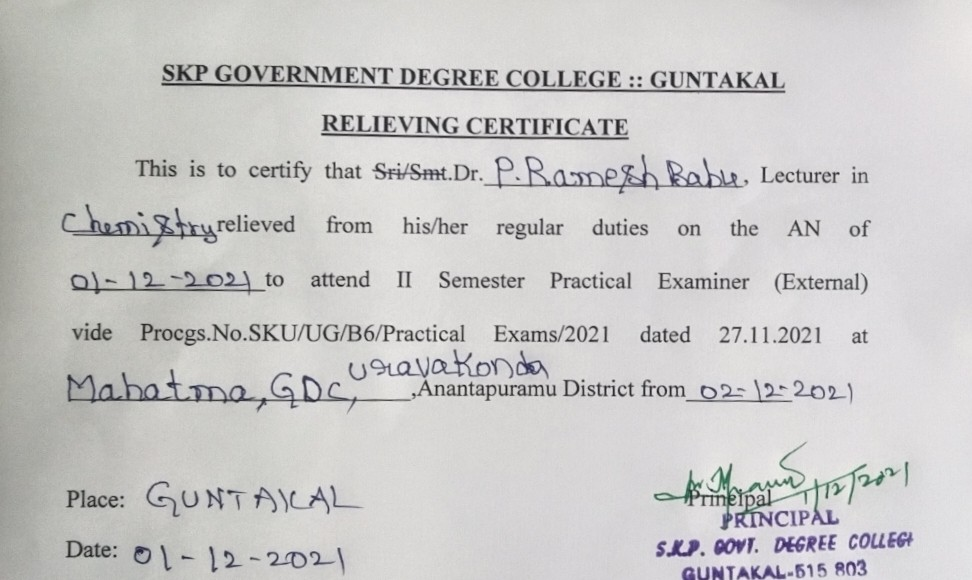 SKP GOVERNMENT DEGREE COLLEGE :: GUNTAKAL
RELIEVING CERTIFICATE
This is to certify that Sri/Smt.Dr. P. Ramesh Babu, Lecturer in
Chemistry relieved from his/her regular duties on the AN of
01-12-2021 to attend II Semester Practical Examiner (External)
vide Procgs.No.SKU/UG/B6/Practical Exams/2021 dated 27.11.2021 at
Mahatma, GDC, uravakonda, Anantapuramu District from 02-12-2021
Place: GUNTAKAL
Date: 01-12-2021
1/12/2021
Principal
PRINCIPAL
S.K.P. GOVT. DEGREE COLLEGE
GUNTAKAL-515 803